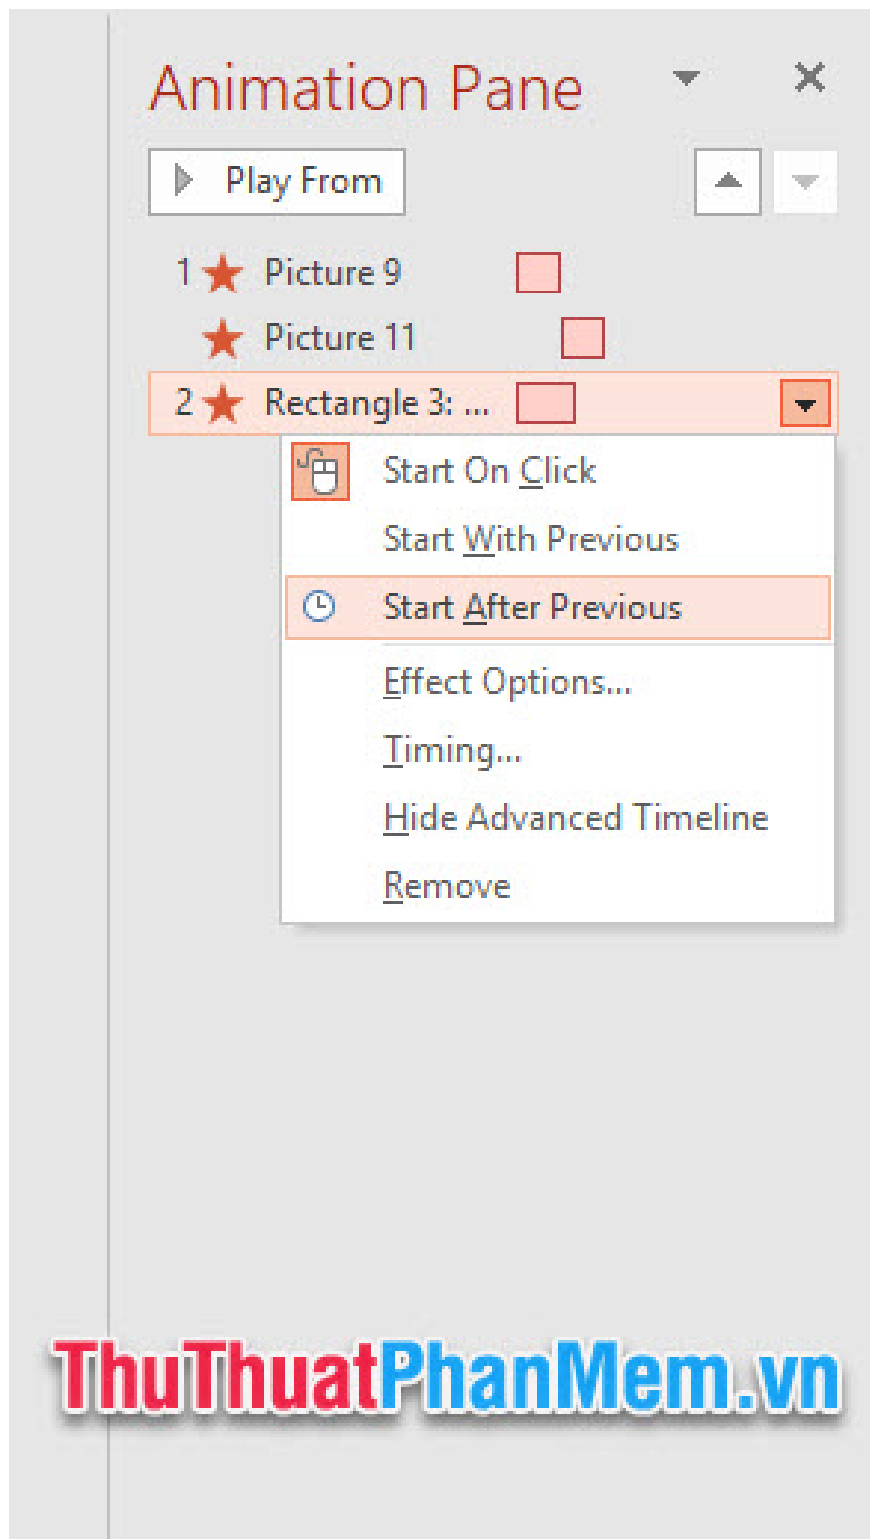 Animation Pane
Play From
1 Picture 9
Picture 11
2 Rectangle 3: ...
Start On Click
Start With Previous
Start After Previous
Effect Options...
Timing...
Hide Advanced Timeline
Remove
ThuThuatPhanMem.vn